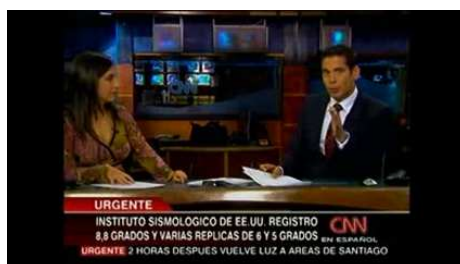 CNN
URGENTE
INSTITUTO SISMOLOGICO DE EE.UU. REGISTRO
8,8 GRADOS Y VARIAS REPLICAS DE 6 Y 5 GRADOS
CNN
EN ESPAÑOL
URGENTE 2 HORAS DESPUES VUELVE LUZ A AREAS DE SANTIAGO